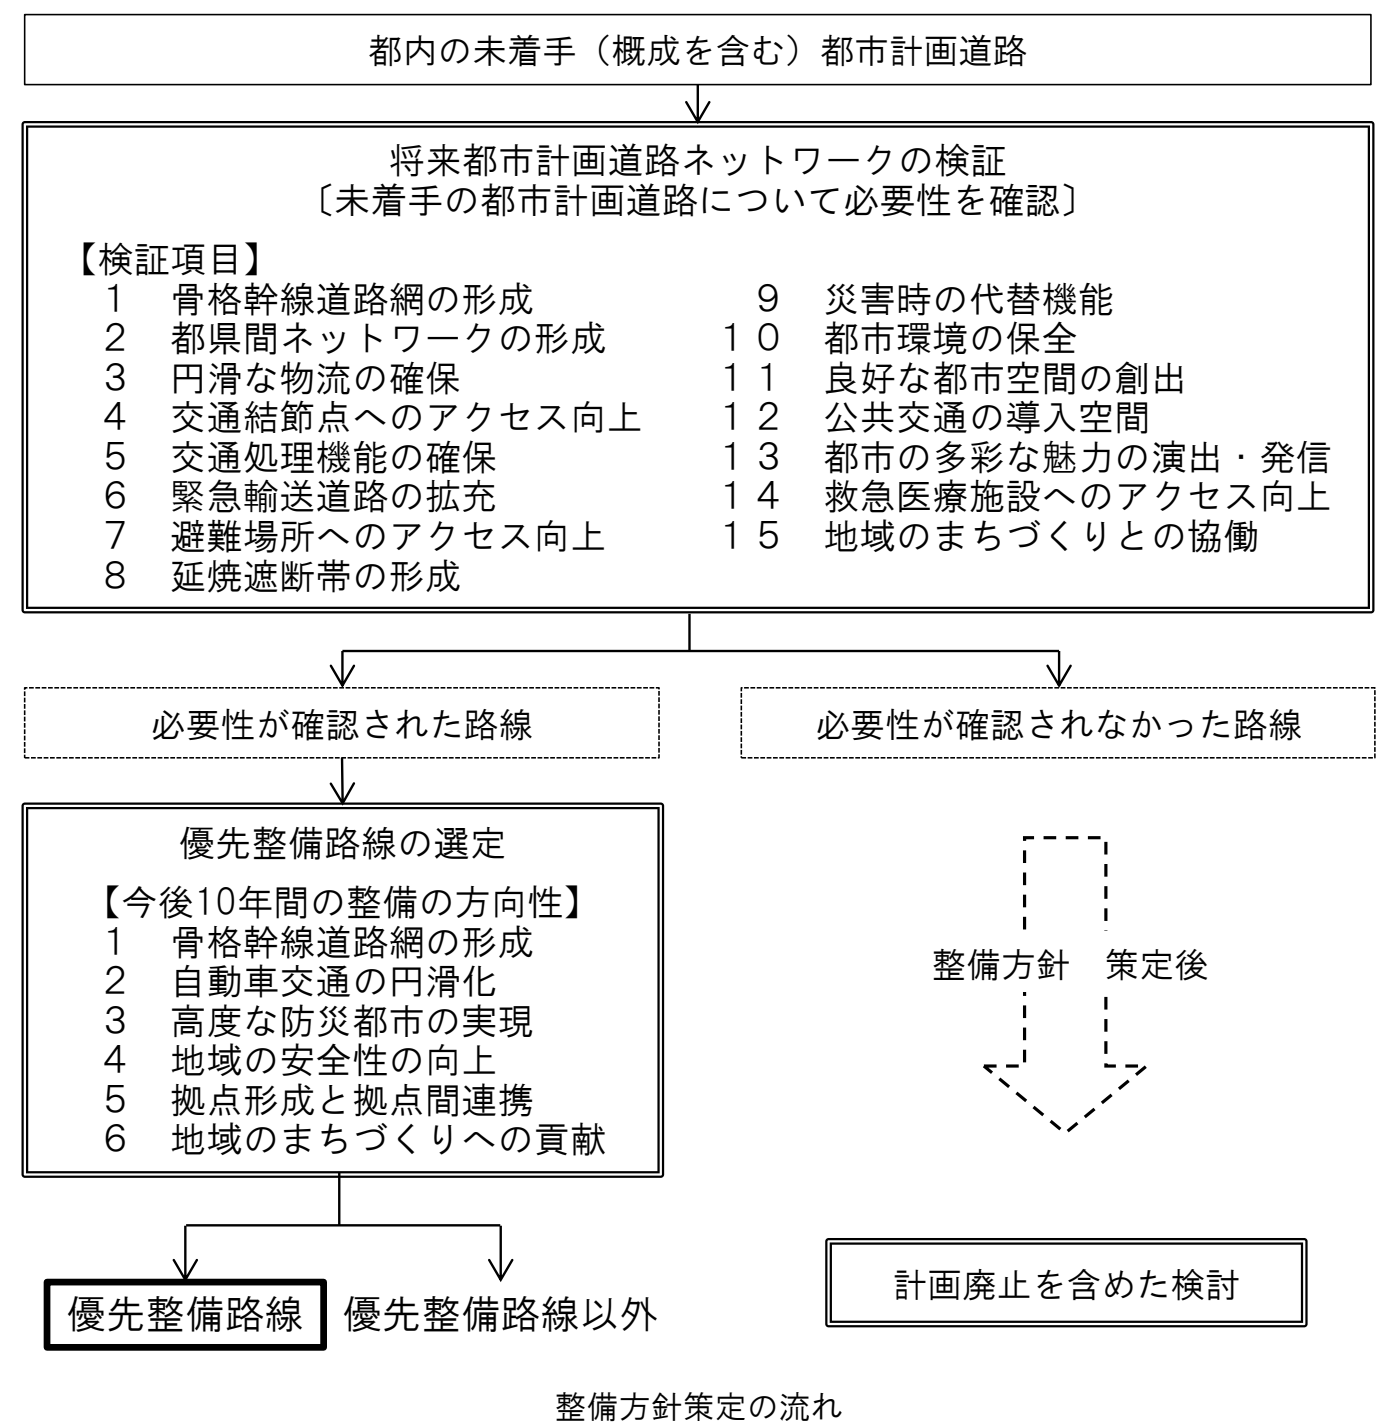 都内の未着手（概成を含む）都市計画道路
将来都市計画道路ネットワークの検証
〔未着手の都市計画道路について必要性を確認〕
【検証項目】
１　骨格幹線道路網の形成
２　都県間ネットワークの形成
３　円滑な物流の確保
４　交通結節点へのアクセス向上
５　交通処理機能の確保
６　緊急輸送道路の拡充
７　避難場所へのアクセス向上
８　延焼遮断帯の形成
９　災害時の代替機能
１０　都市環境の保全
１１　良好な都市空間の創出
１２　公共交通の導入空間
１３　都市の多彩な魅力の演出・発信
１４　救急医療施設へのアクセス向上
１５　地域のまちづくりとの協働
必要性が確認された路線
必要性が確認されなかった路線
優先整備路線の選定
【今後10年間の整備の方向性】
１　骨格幹線道路網の形成
２　自動車交通の円滑化
３　高度な防災都市の実現
４　地域の安全性の向上
５　拠点形成と拠点間連携
６　地域のまちづくりへの貢献
整備方針　策定後
優先整備路線
優先整備路線以外
計画廃止を含めた検討
整備方針策定の流れ